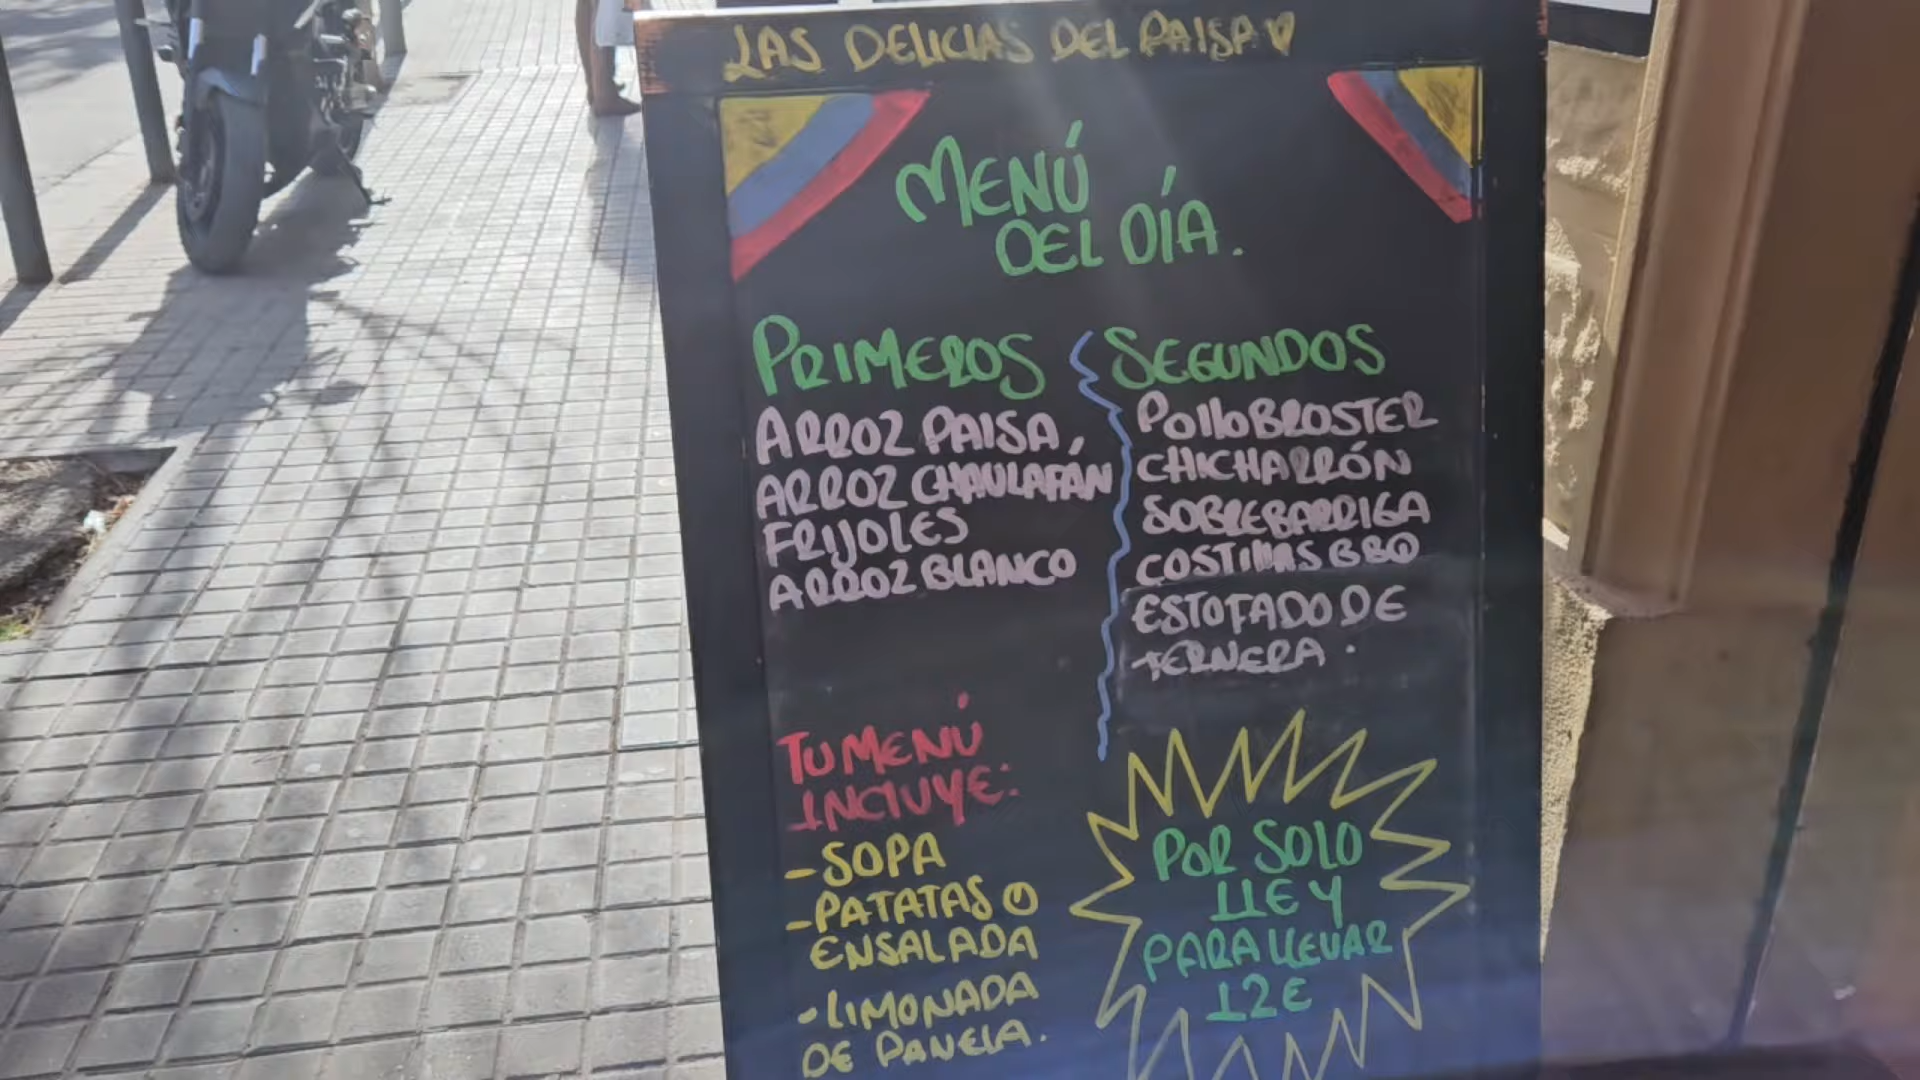 LAS DELICIAS DEL PAISA
MENÚ
DEL DÍA.
PRIMEROS
ARROZ PAISA,
ARROZ CHAULAFAN
FRIJOLES
ARROZ BLANCO
SEGUNDOS
POLLO BROSTER
CHICHARRÓN
SOBREBARRIGA
COSTILLAS BBQ
ESTOFADO DE
TERNERA.
TU MENÚ
INCLUYE:
-SOPA
-PATATAS O
ENSALADA
-LIMONADA
DE PANELA.
POR SOLO
11€ Y
PARA LLEVAR
12€